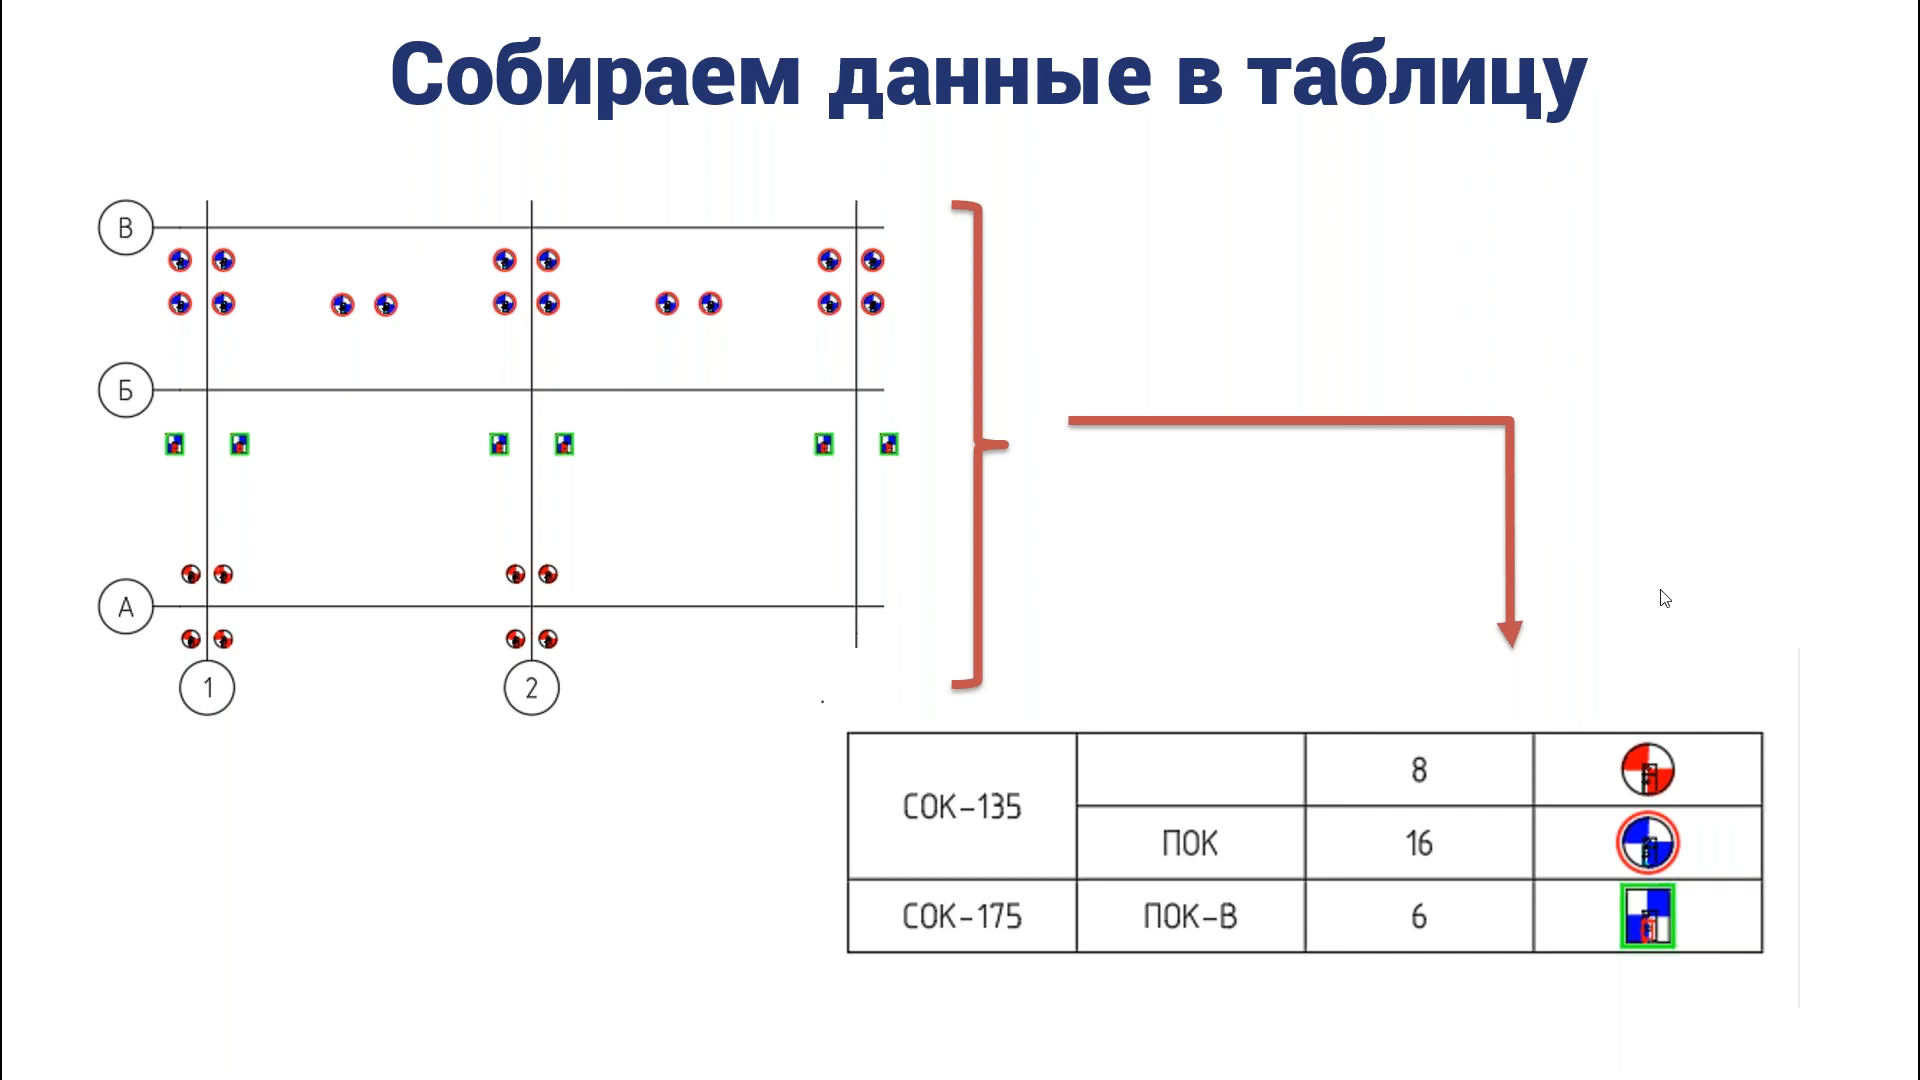 Собираем данные в таблицу
В
Б
А
1
2
СОК-135
8
ПОК
16
СОК-175
ПОК-В
6